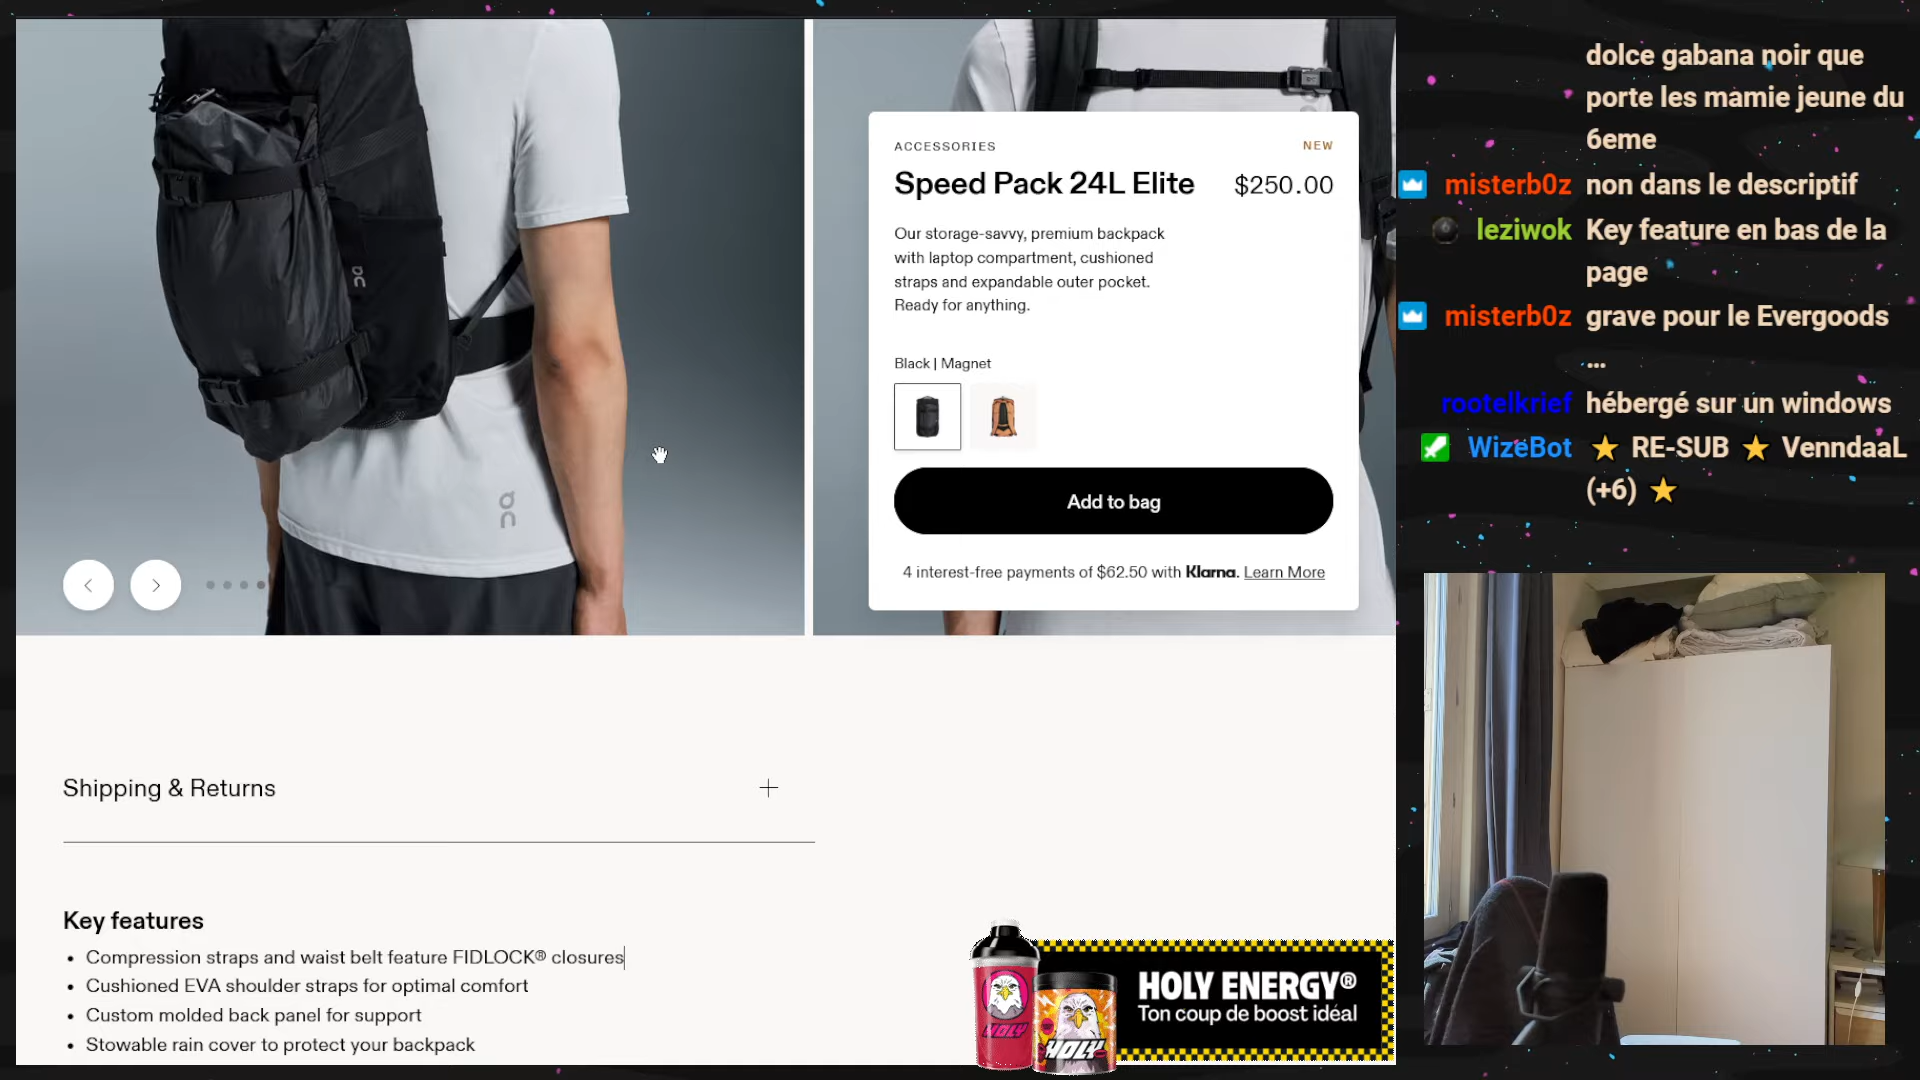 ACCESSORIES
NEW
Speed Pack 24L Elite
$250.00
Our storage-savvy, premium backpack
with laptop compartment, cushioned
straps and expandable outer pocket.
Ready for anything.
Black | Magnet
Add to bag
4 interest-free payments of $62.50 with Klarna. Learn More
Shipping & Returns
Key features
• Compression straps and waist belt feature FIDLOCK® closures
• Cushioned EVA shoulder straps for optimal comfort
• Custom molded back panel for support
• Stowable rain cover to protect your backpack
HOLY ENERGY®
Ton coup de boost idéal
HOLY
HOLY
dolce gabana noir que
porte les mamie jeune du
6eme
misterb0z non dans le descriptif
leziwok Key feature en bas de la
page
misterb0z grave pour le Evergoods
...
rootelkrief hébergé sur un windows
WizeBot ⭐ RE-SUB ⭐ VenndaaL
(+6) ⭐